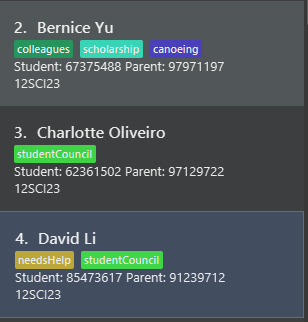 2. Bernice Yu
colleagues scholarship canoeing
Student: 67375488 Parent: 97971197
12SCI23
3. Charlotte Oliveiro
studentCouncil
Student: 62361502 Parent: 97129722
12SCI23
4. David Li
needsHelp studentCouncil
Student: 85473617 Parent: 91239712
12SCI23